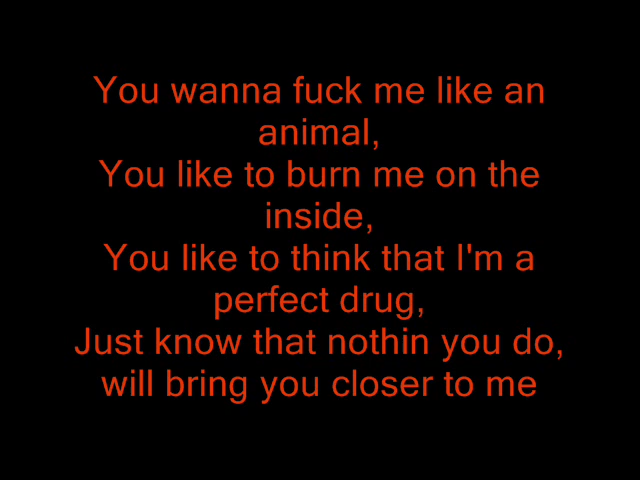 You wanna fuck me like an
animal,
You like to burn me on the
inside,
You like to think that I'm a
perfect drug,
Just know that nothin you do,
will bring you closer to me